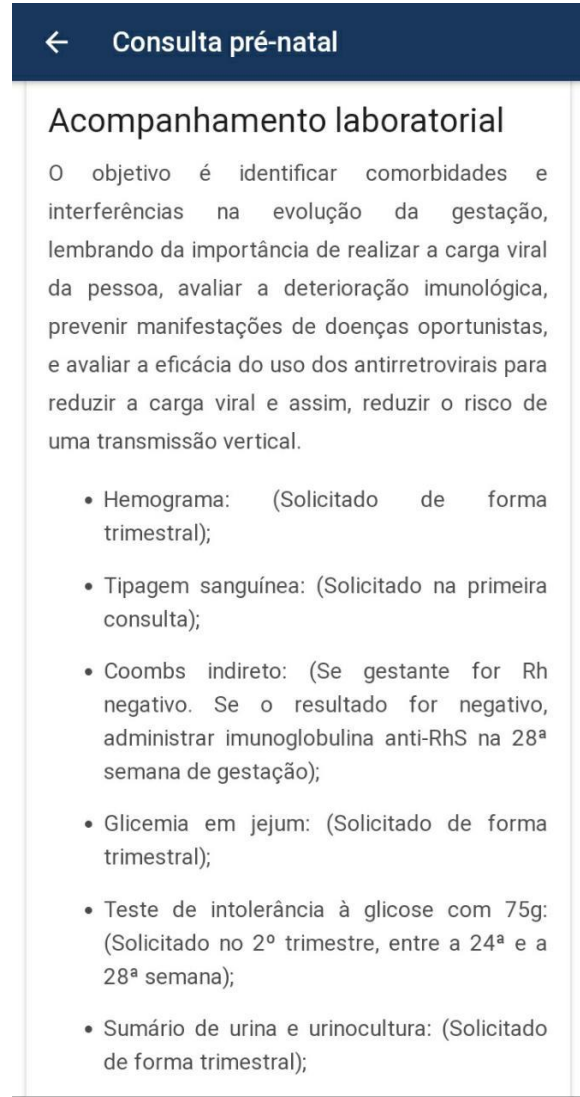 ← Consulta pré-natal
Acompanhamento laboratorial
O objetivo é identificar comorbidades e
interferências na evolução da gestação,
lembrando da importância de realizar a carga viral
da pessoa, avaliar a deterioração imunológica,
prevenir manifestações de doenças oportunistas,
e avaliar a eficácia do uso dos antirretrovirais para
reduzir a carga viral e assim, reduzir o risco de
uma transmissão vertical.
• Hemograma: (Solicitado de forma
trimestral);
• Tipagem sanguínea: (Solicitado na primeira
consulta);
• Coombs indireto: (Se gestante for Rh
negativo. Se o resultado for negativo,
administrar imunoglobulina anti-RhS na 28ª
semana de gestação);
• Glicemia em jejum: (Solicitado de forma
trimestral);
• Teste de intolerância à glicose com 75g:
(Solicitado no 2º trimestre, entre a 24ª e a
28ª semana);
• Sumário de urina e urinocultura: (Solicitado
de forma trimestral);